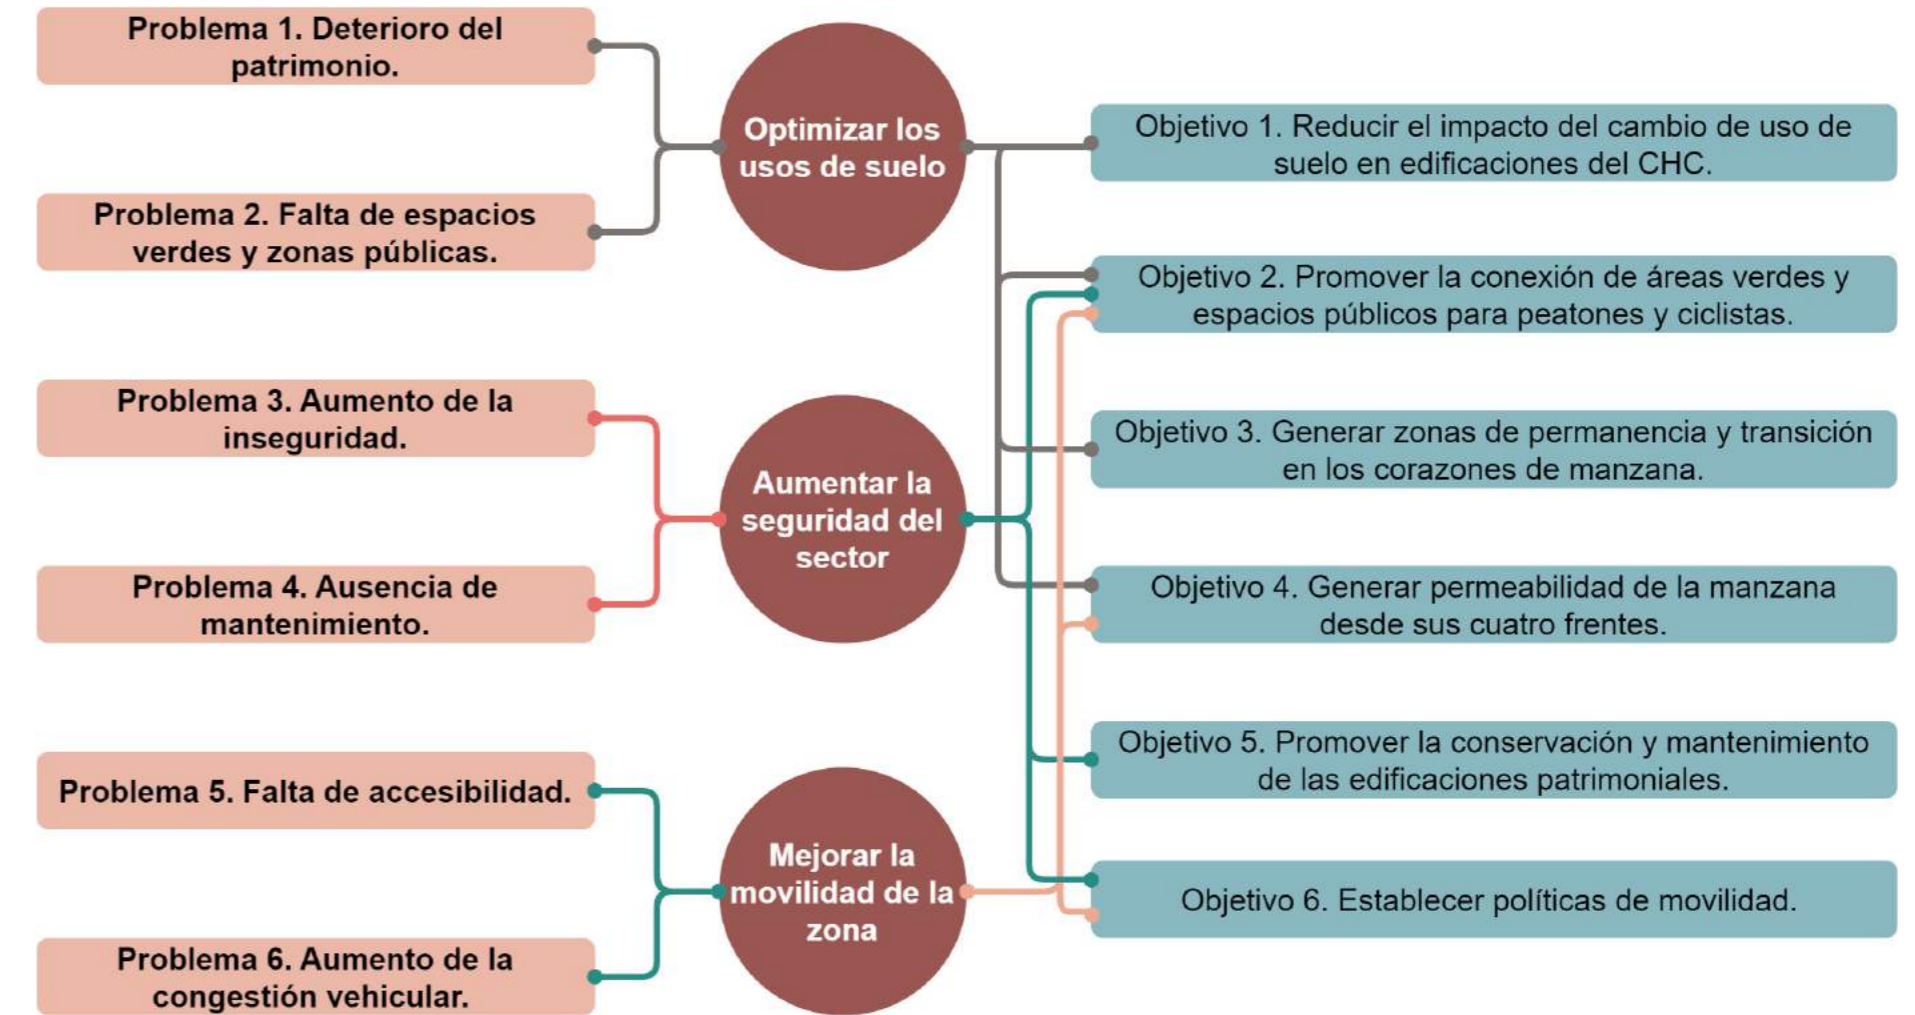 Problema 1. Deterioro del
patrimonio.
Problema 2. Falta de espacios
verdes y zonas públicas.
Problema 3. Aumento de la
inseguridad.
Problema 4. Ausencia de
mantenimiento.
Problema 5. Falta de accesibilidad.
Problema 6. Aumento de la
congestión vehicular.
Optimizar los
usos de suelo
Aumentar la
seguridad del
sector
Mejorar la
movilidad de la
zona
Objetivo 1. Reducir el impacto del cambio de uso de
suelo en edificaciones del CHC.
Objetivo 2. Promover la conexión de áreas verdes y
espacios públicos para peatones y ciclistas.
Objetivo 3. Generar zonas de permanencia y transición
en los corazones de manzana.
Objetivo 4. Generar permeabilidad de la manzana
desde sus cuatro frentes.
Objetivo 5. Promover la conservación y mantenimiento
de las edificaciones patrimoniales.
Objetivo 6. Establecer políticas de movilidad.